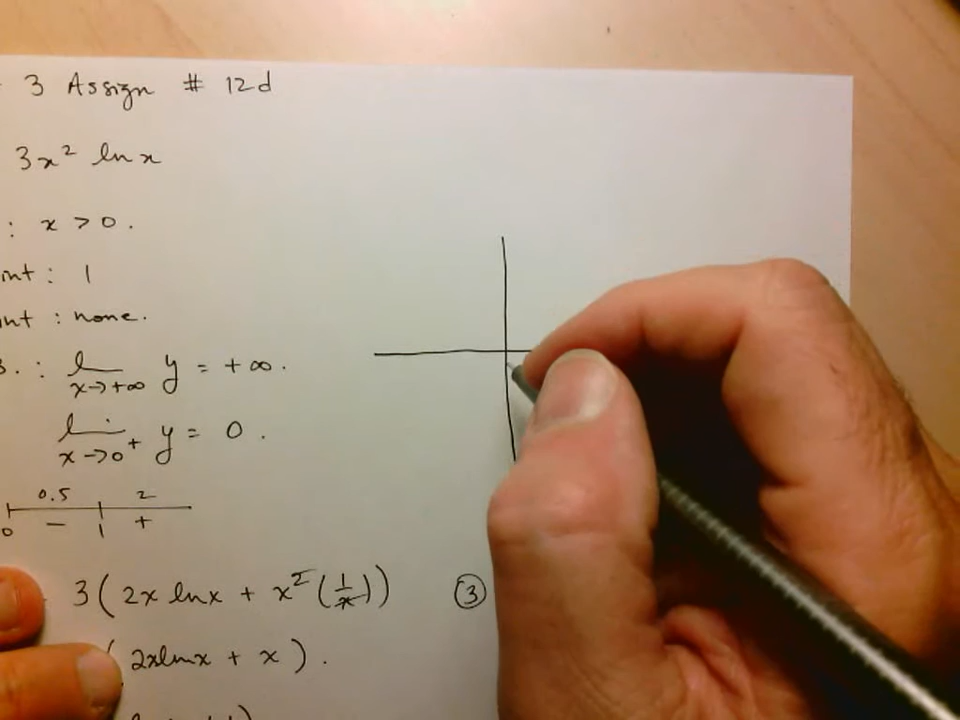 3 Assign # 12d
3x² ln x
: x > 0.
int : 1
int : none.
: lim x→+∞ y = +∞.
lim x→0⁺ y = 0.
0.5 2
0 − 1 +
3(2x ln x + x²(1/x)) ③
(2x ln x + x).